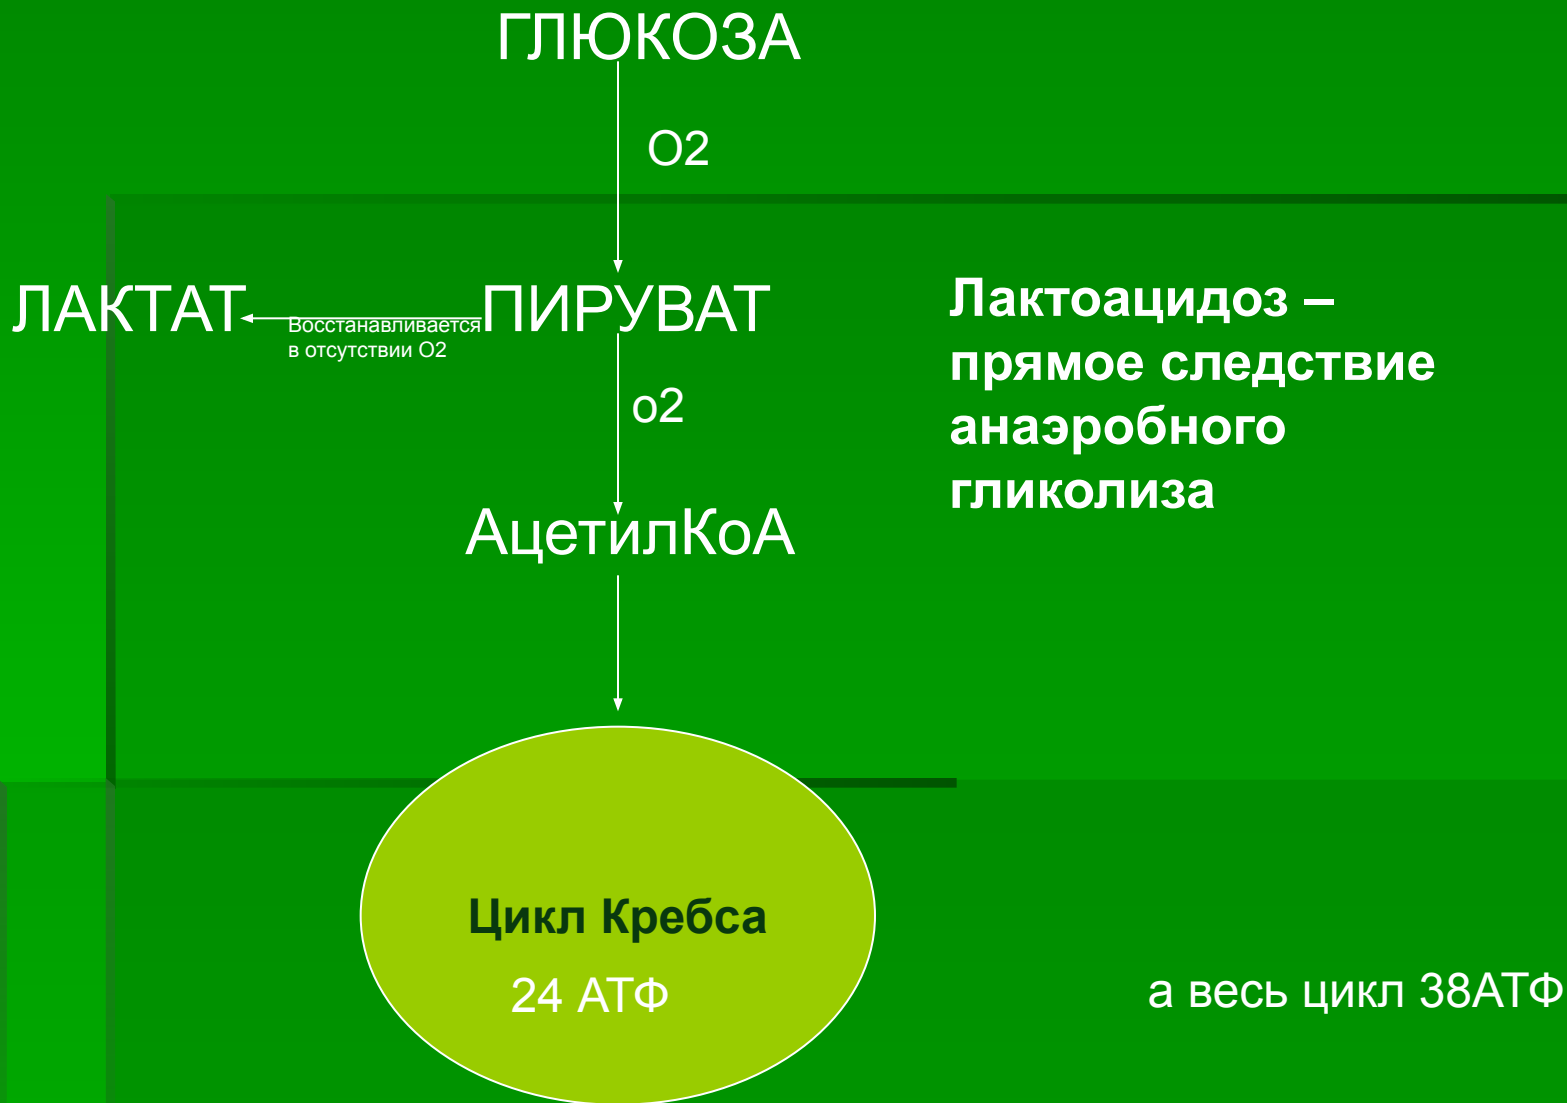 ГЛЮКОЗА
О2
ЛАКТАТ
Восстанавливается
в отсутствии О2
ПИРУВАТ
Лактоацидоз –
прямое следствие
анаэробного
гликолиза
о2
АцетилКоА
Цикл Кребса
24 АТФ
а весь цикл 38АТФ